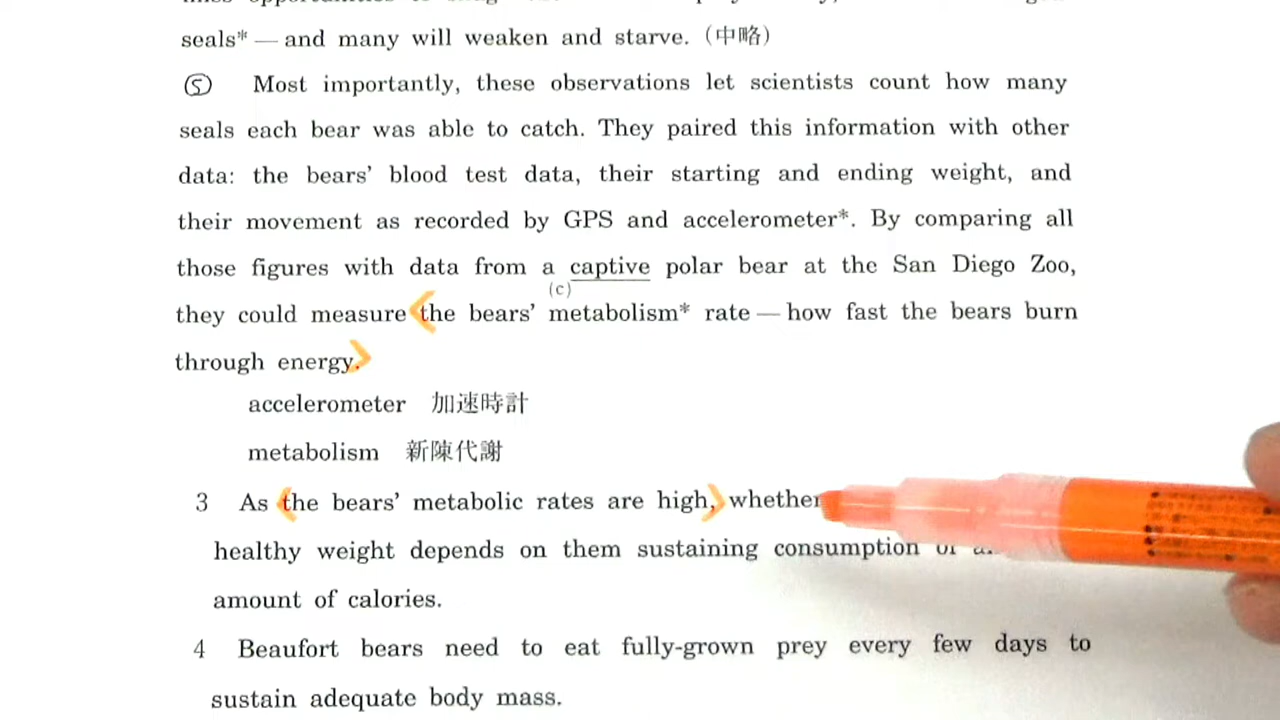 seals* — and many will weaken and starve. (中略)
⑤ Most importantly, these observations let scientists count how many
seals each bear was able to catch. They paired this information with other
data: the bears' blood test data, their starting and ending weight, and
their movement as recorded by GPS and accelerometer*. By comparing all
those figures with data from a captive polar bear at the San Diego Zoo,
(c)
they could measure the bears' metabolism* rate — how fast the bears burn
through energy.
accelerometer 加速時計
metabolism 新陳代謝
3 As the bears' metabolic rates are high, whether
healthy weight depends on them sustaining consumption of
amount of calories.
4 Beaufort bears need to eat fully-grown prey every few days to
sustain adequate body mass.